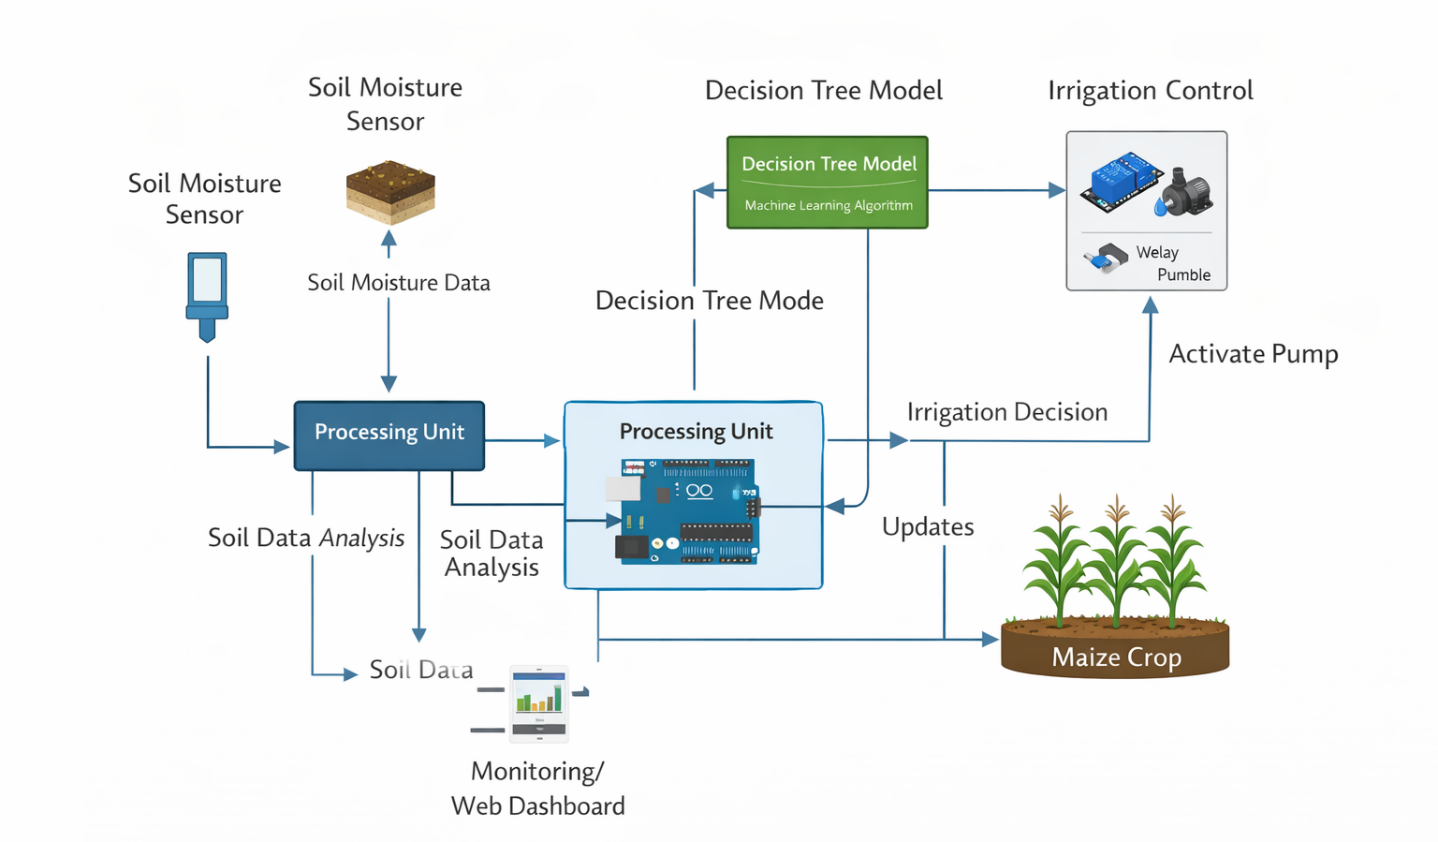 Soil Moisture
Sensor
Decision Tree Model
Irrigation Control
Soil Moisture
Sensor
Decision Tree Model
Machine Learning Algorithm
Welay
Pumble
Soil Moisture Data
Decision Tree Mode
Activate Pump
Processing Unit
Processing Unit
Irrigation Decision
Soil Data Analysis
Soil Data
Analysis
Updates
Soil Data
Maize Crop
Monitoring/
Web Dashboard